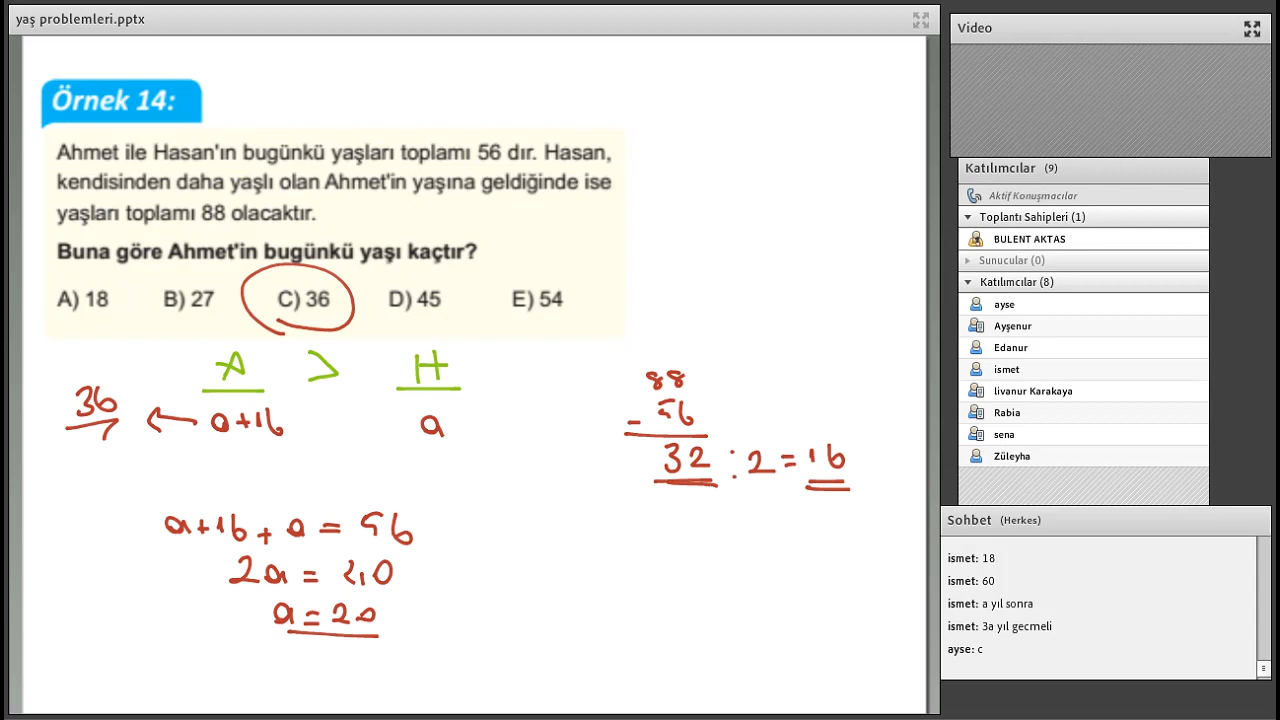 yaş problemleri.pptx
Örnek 14:
Ahmet ile Hasan'ın bugünkü yaşları toplamı 56 dır. Hasan,
kendisinden daha yaşlı olan Ahmet'in yaşına geldiğinde ise
yaşları toplamı 88 olacaktır.
Buna göre Ahmet'in bugünkü yaşı kaçtır?
A) 18 B) 27 C) 36 D) 45 E) 54
A > H
36 ← a+16 a
88
- 56
32 : 2 = 16
a+16+a = 56
2a = 40
a = 20
Video
Katılımcılar (9)
Aktif Konuşmacılar
Toplantı Sahipleri (1)
BULENT AKTAS
Sunucular (0)
Katılımcılar (8)
ayse
Ayşenur
Edanur
ismet
livanur Karakaya
Rabia
sena
Züleyha
Sohbet (Herkes)
ismet: 18
ismet: 60
ismet: a yıl sonra
ismet: 3a yıl gecmeli
ayse: c